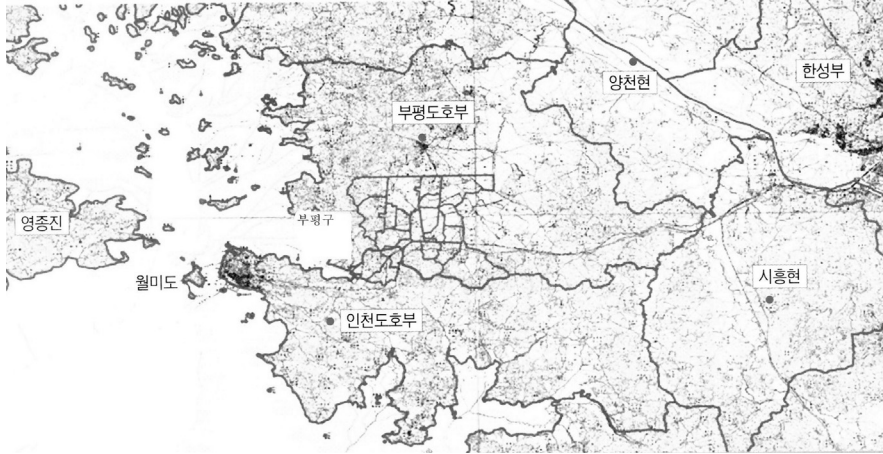 양천현
한성부
부평도호부
영종진
부평구
월미도
시흥현
인천도호부